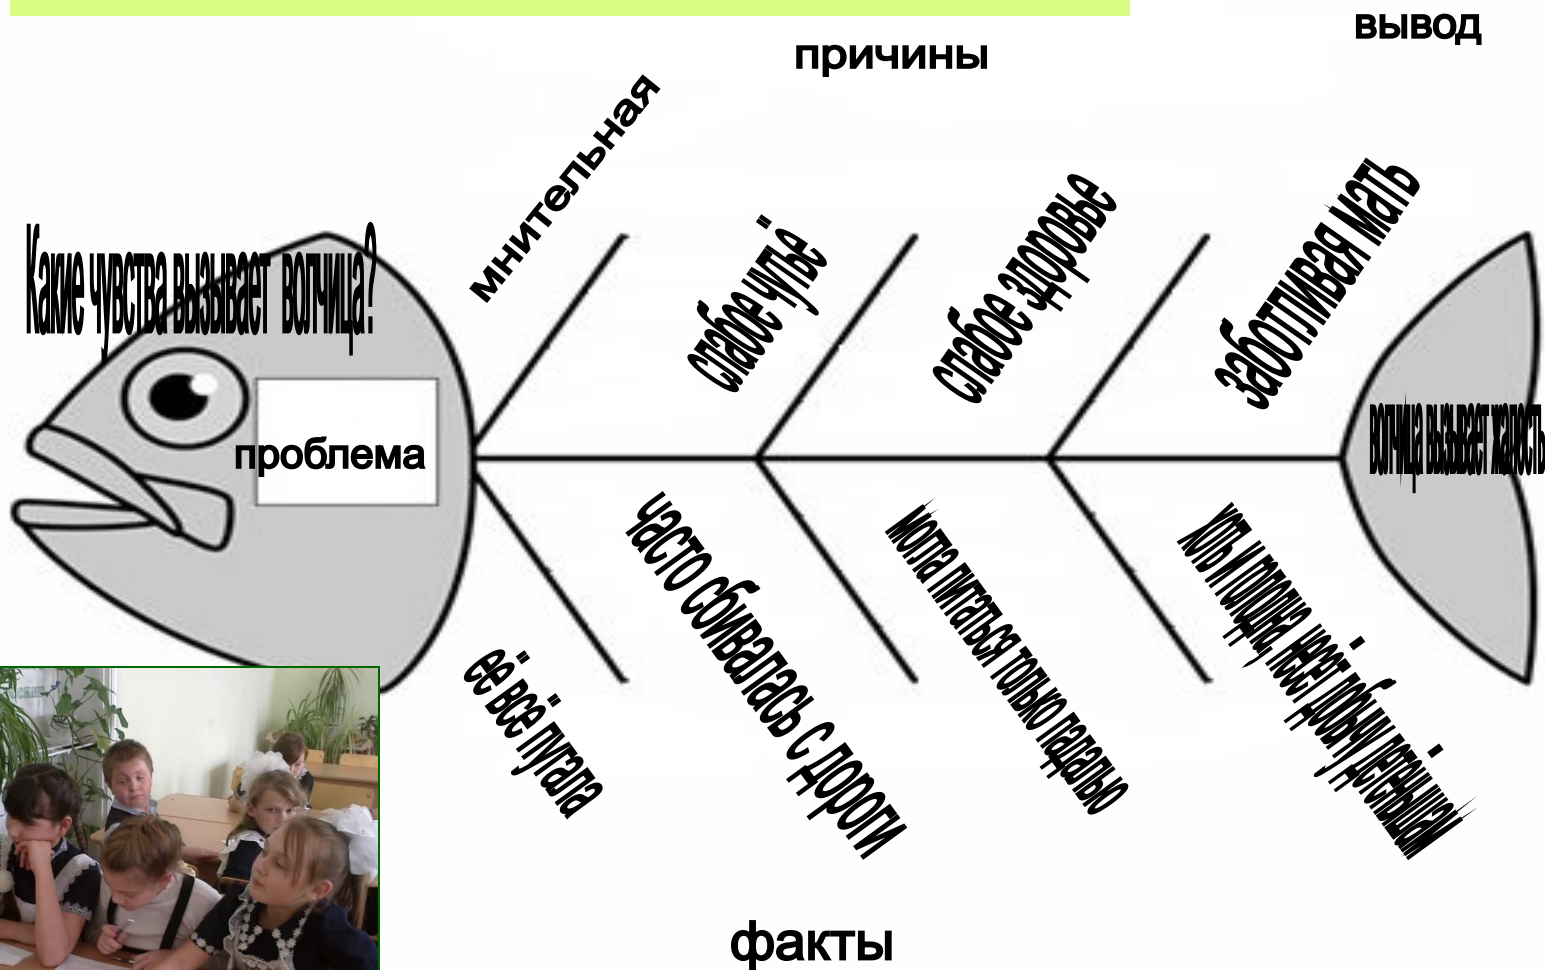 вывод
причины
мнительная
слабое чутьё
слабое здоровье
заботливая мать
Какие чувства вызывает волчица?
проблема
волчица вызывает жалость
её всё пугала
часто сбивалась с дороги
могла питаться только падалью
хоть и голодна, несёт добычу детёнышам
факты